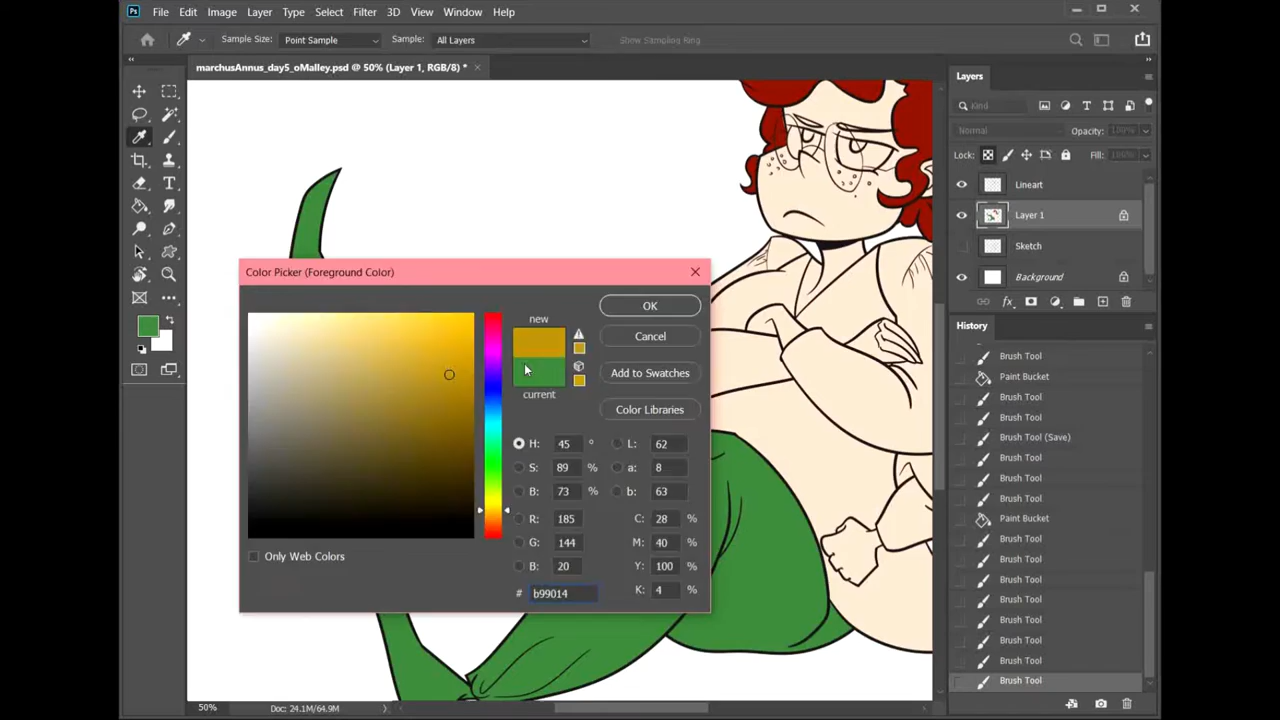 Ps File Edit Image Layer Type Select Filter 3D View Window Help
Sample Size: Point Sample Sample: All Layers Show Sampling Ring
marchusAnnus_day5_oMalley.psd @ 50% (Layer 1, RGB/8) *
Layers
Kind
Normal Opacity: 100%
Lock: Fill: 100%
Lineart
Layer 1
Sketch
Background
fx
History
Brush Tool
Paint Bucket
Brush Tool
Brush Tool
Brush Tool (Save)
Brush Tool
Brush Tool
Brush Tool
Paint Bucket
Brush Tool
Brush Tool
Brush Tool
Brush Tool
Brush Tool
Brush Tool
Brush Tool
Color Picker (Foreground Color)
new
current
OK
Cancel
Add to Swatches
Color Libraries
H: 45 ° L: 62
S: 89 % a: 8
B: 73 % b: 63
R: 185 C: 28 %
G: 144 M: 40 %
B: 20 Y: 100 %
# b99014 K: 4 %
Only Web Colors
50% Doc: 24.1M/64.9M